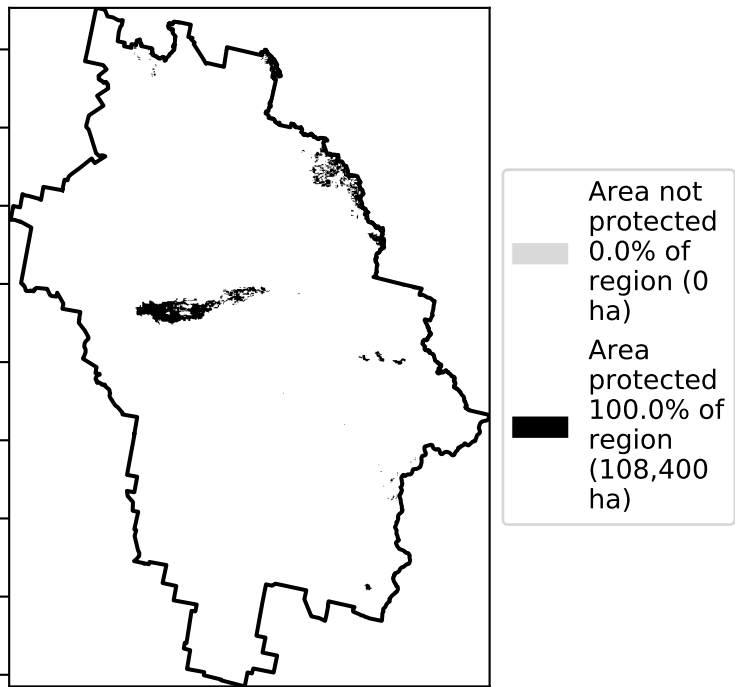 Area not
protected
0.0% of
region (0
ha)
Area
protected
100.0% of
region
(108,400
ha)